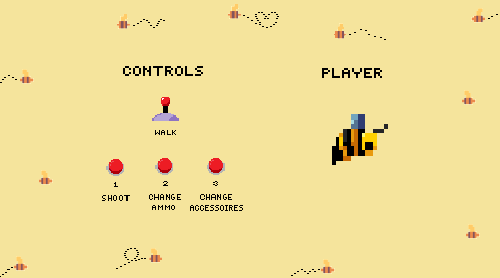 CONTROLS
PLAYER
WALK
1
2
3
SHOOT
CHANGE
AMMO
CHANGE
ACCESSOIRES